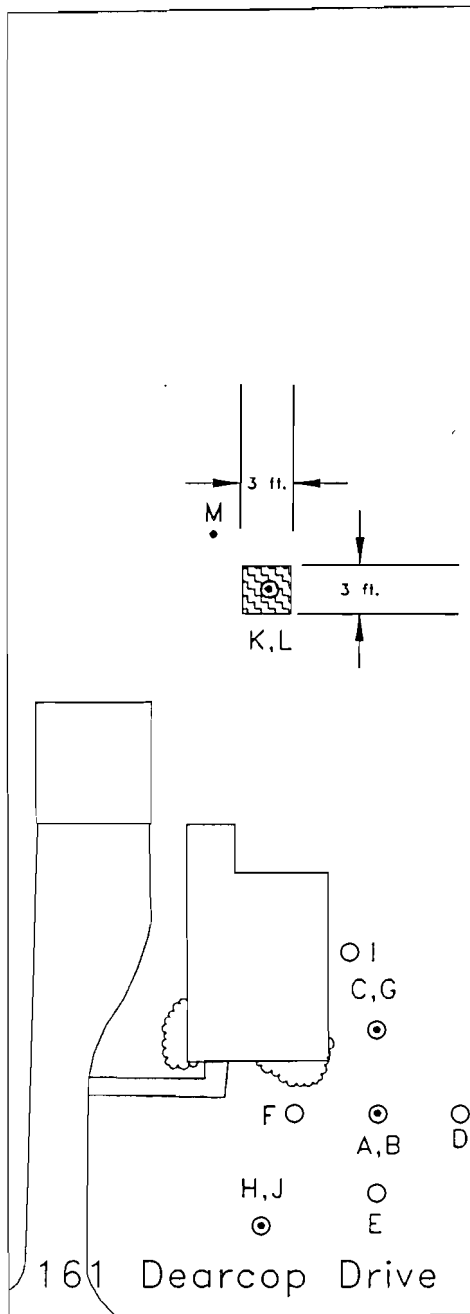 3 ft.
M
3 ft.
K,L
I
C,G
F
A,B
D
H,J
E
161 Dearcop Drive